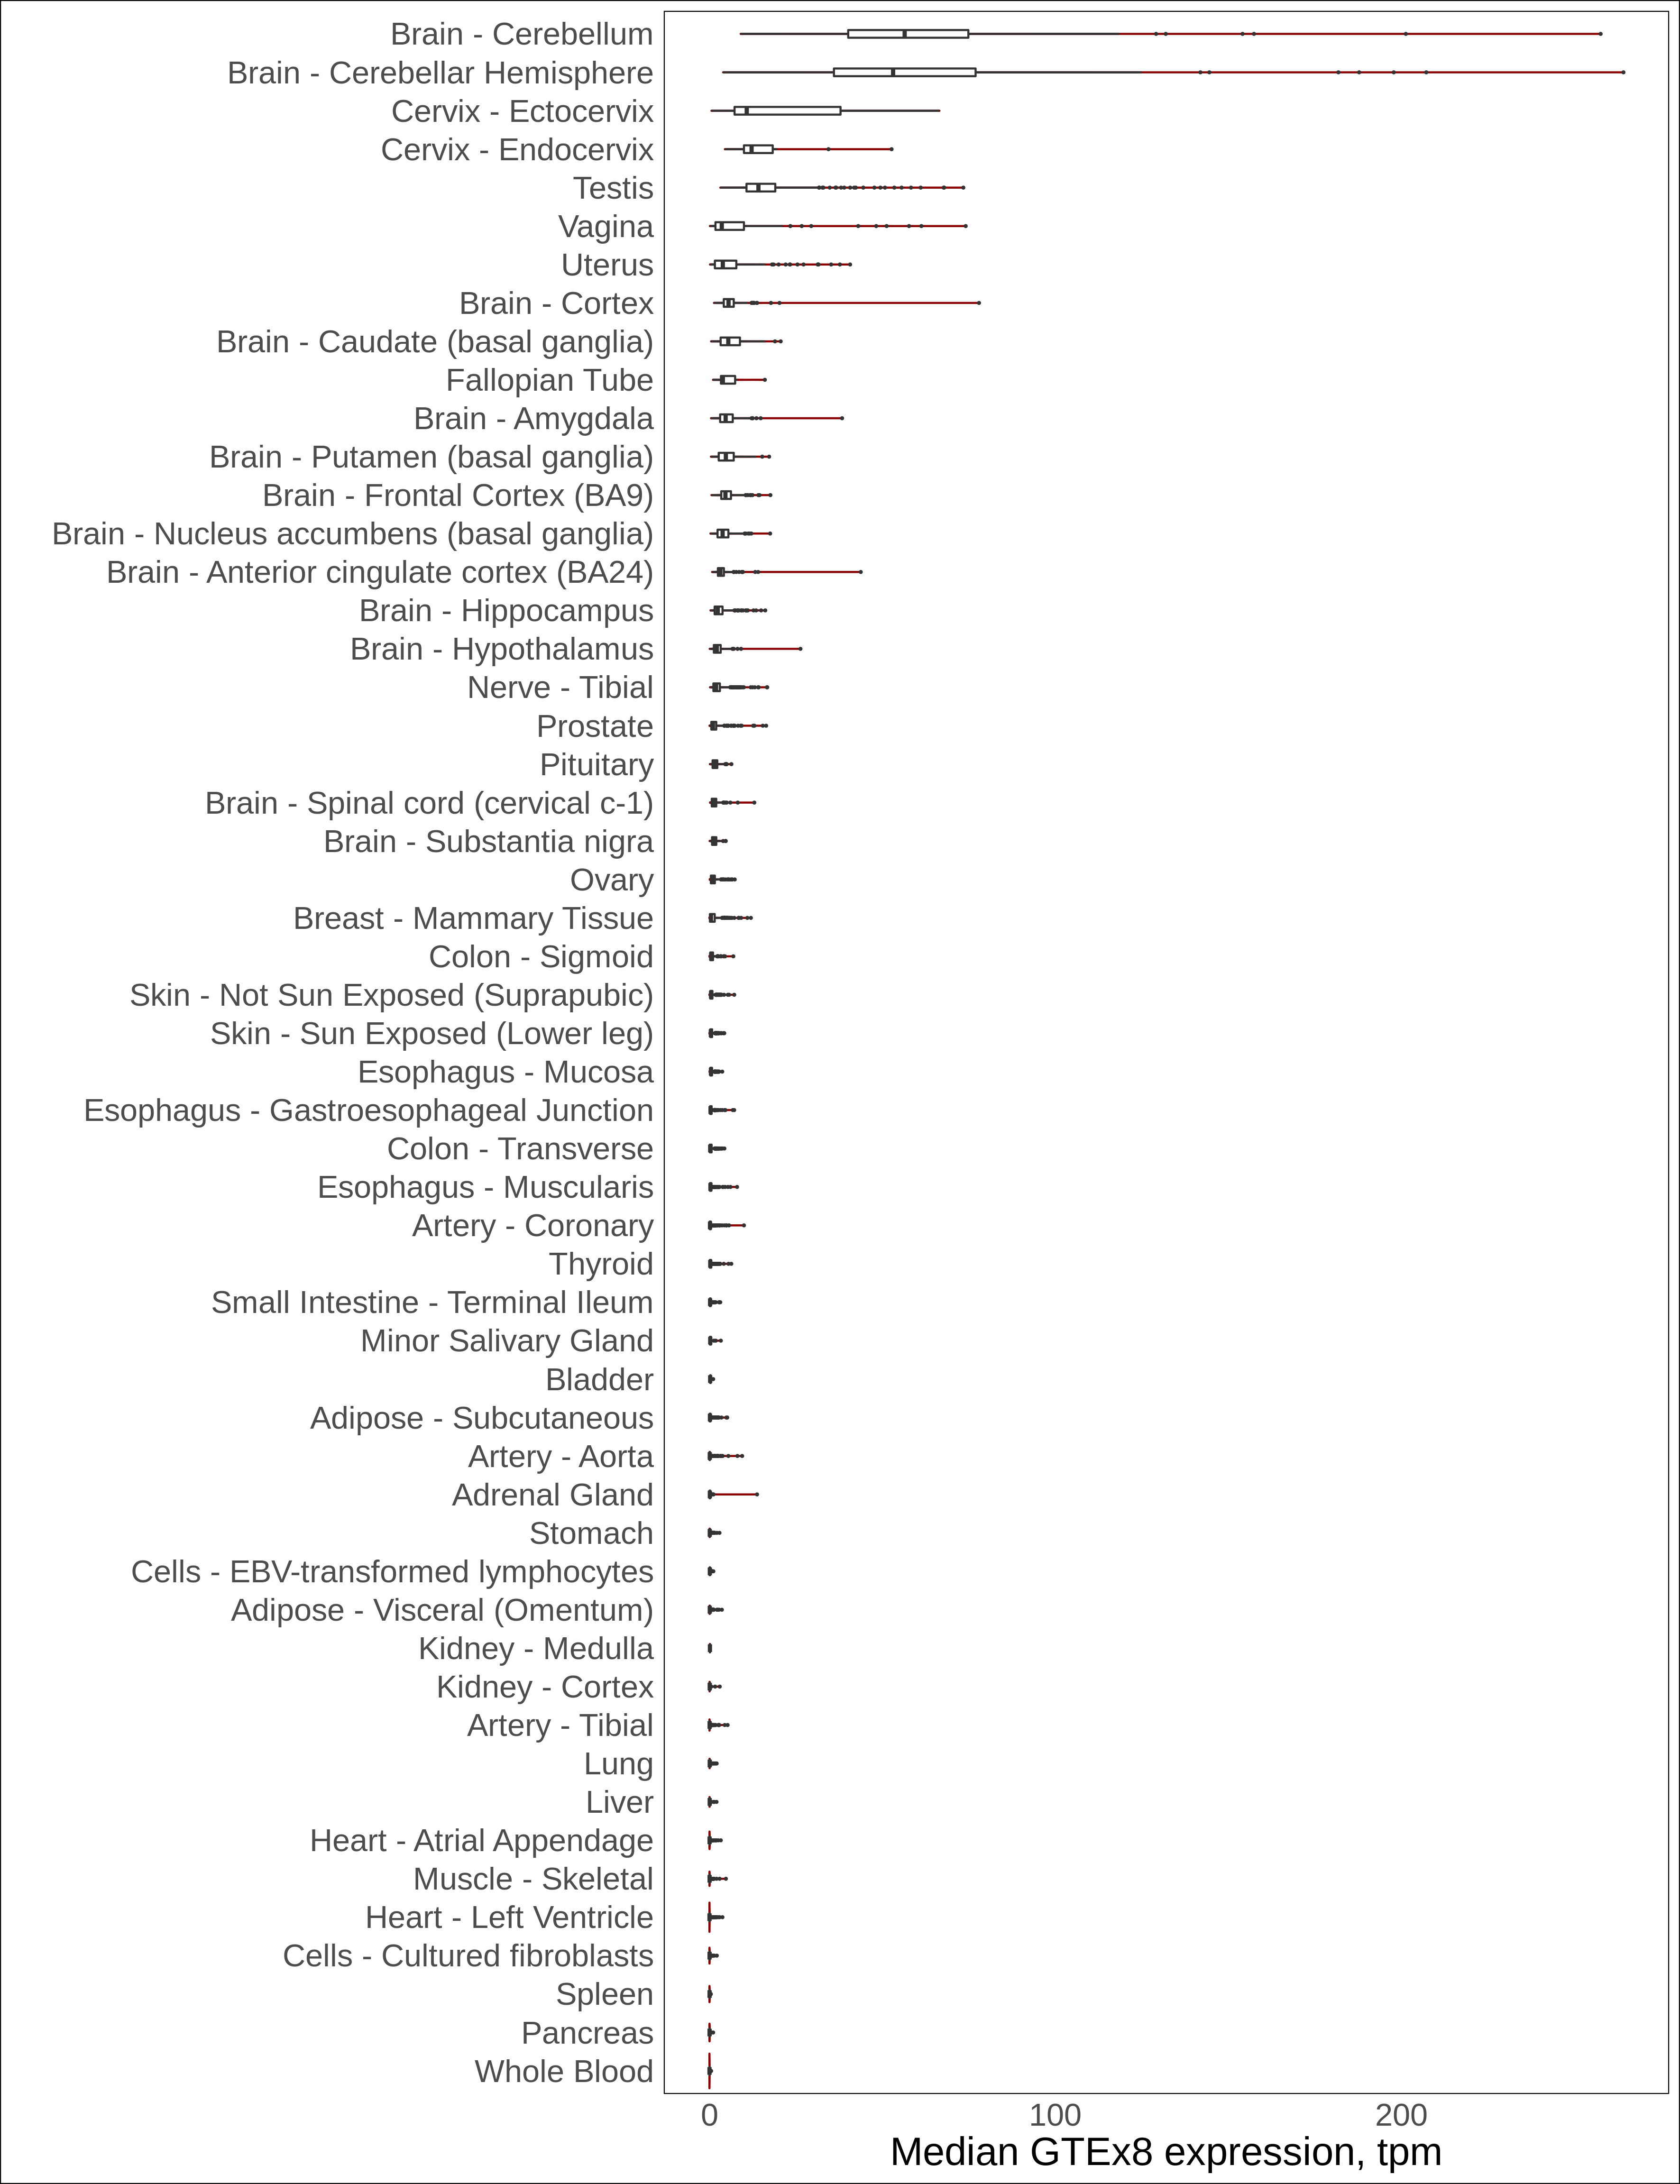 Brain - Cerebellum
Brain - Cerebellar Hemisphere
Cervix - Ectocervix
Cervix - Endocervix
Testis
Vagina
Uterus
Brain - Cortex
Brain - Caudate (basal ganglia)
Fallopian Tube
Brain - Amygdala
Brain - Putamen (basal ganglia)
Brain - Frontal Cortex (BA9)
Brain - Nucleus accumbens (basal ganglia)
Brain - Anterior cingulate cortex (BA24)
Brain - Hippocampus
Brain - Hypothalamus
Nerve - Tibial
Prostate
Pituitary
Brain - Spinal cord (cervical c-1)
Brain - Substantia nigra
Ovary
Breast - Mammary Tissue
Colon - Sigmoid
Skin - Not Sun Exposed (Suprapubic)
Skin - Sun Exposed (Lower leg)
Esophagus - Mucosa
Esophagus - Gastroesophageal Junction
Colon - Transverse
Esophagus - Muscularis
Artery - Coronary
Thyroid
Small Intestine - Terminal Ileum
Minor Salivary Gland
Bladder
Adipose - Subcutaneous
Artery - Aorta
Adrenal Gland
Stomach
Cells - EBV-transformed lymphocytes
Adipose - Visceral (Omentum)
Kidney - Medulla
Kidney - Cortex
Artery - Tibial
Lung
Liver
Heart - Atrial Appendage
Muscle - Skeletal
Heart - Left Ventricle
Cells - Cultured fibroblasts
Spleen
Pancreas
Whole Blood
0 100 200
Median GTEx8 expression, tpm